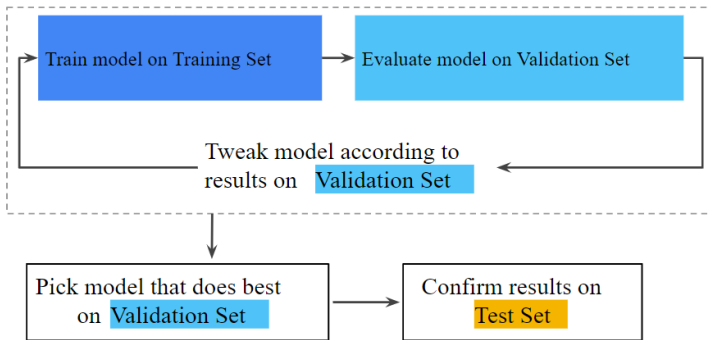 Train model on Training Set
Evaluate model on Validation Set
Tweak model according to
results on Validation Set
Pick model that does best
on Validation Set
Confirm results on
Test Set